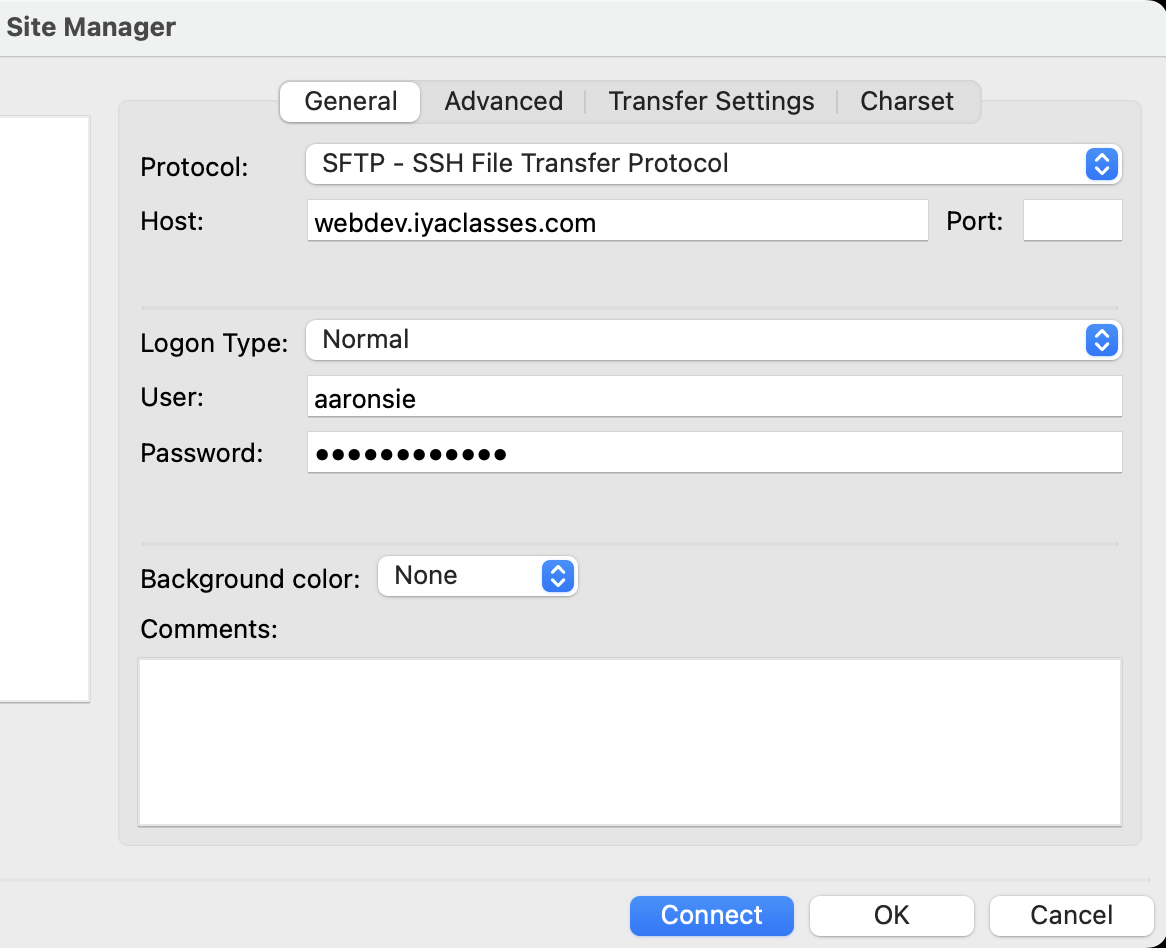 Site Manager
General Advanced Transfer Settings Charset
Protocol: SFTP - SSH File Transfer Protocol
Host: webdev.iyaclasses.com Port:
Logon Type: Normal
User: aaronsie
Password: ●●●●●●●●●●●●
Background color: None
Comments:
Connect OK Cancel